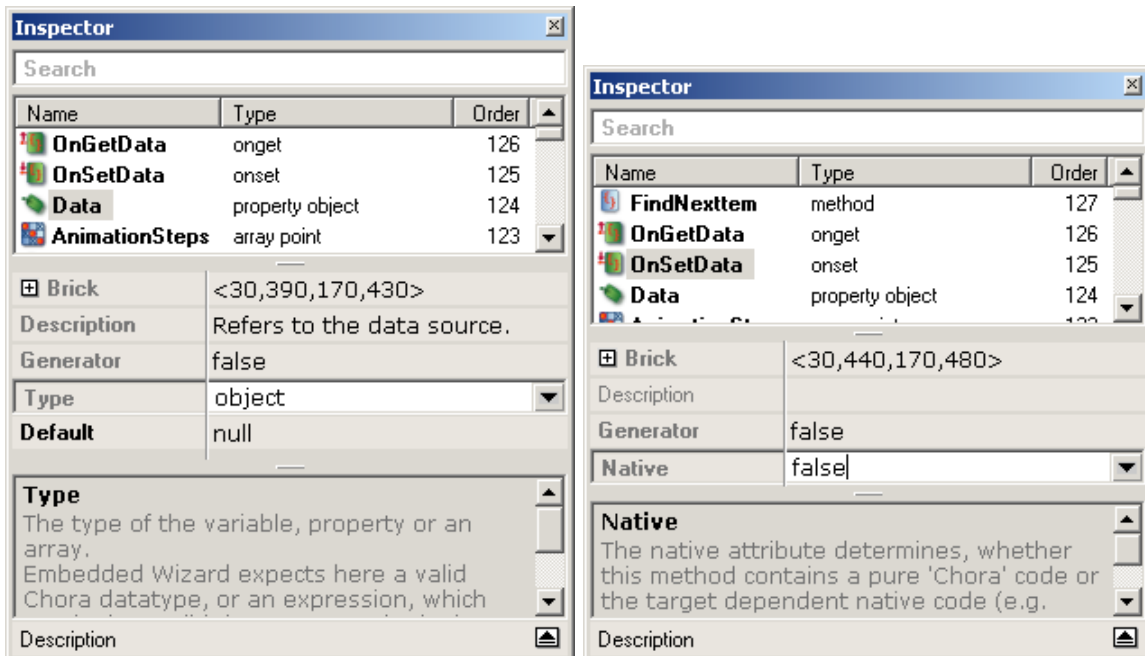 Inspector
Search
Name Type Order
OnGetData onget 126
OnSetData onset 125
Data property object 124
AnimationSteps array point 123
Brick <30,390,170,430>
Description Refers to the data source.
Generator false
Type object
Default null
Type
The type of the variable, property or an
array.
Embedded Wizard expects here a valid
Chora datatype, or an expression, which
Description
Inspector
Search
Name Type Order
FindNextItem method 127
OnGetData onget 126
OnSetData onset 125
Data property object 124
Brick <30,440,170,480>
Description
Generator false
Native false
Native
The native attribute determines, whether
this method contains a pure 'Chora' code or
the target dependent native code (e.g.
Description